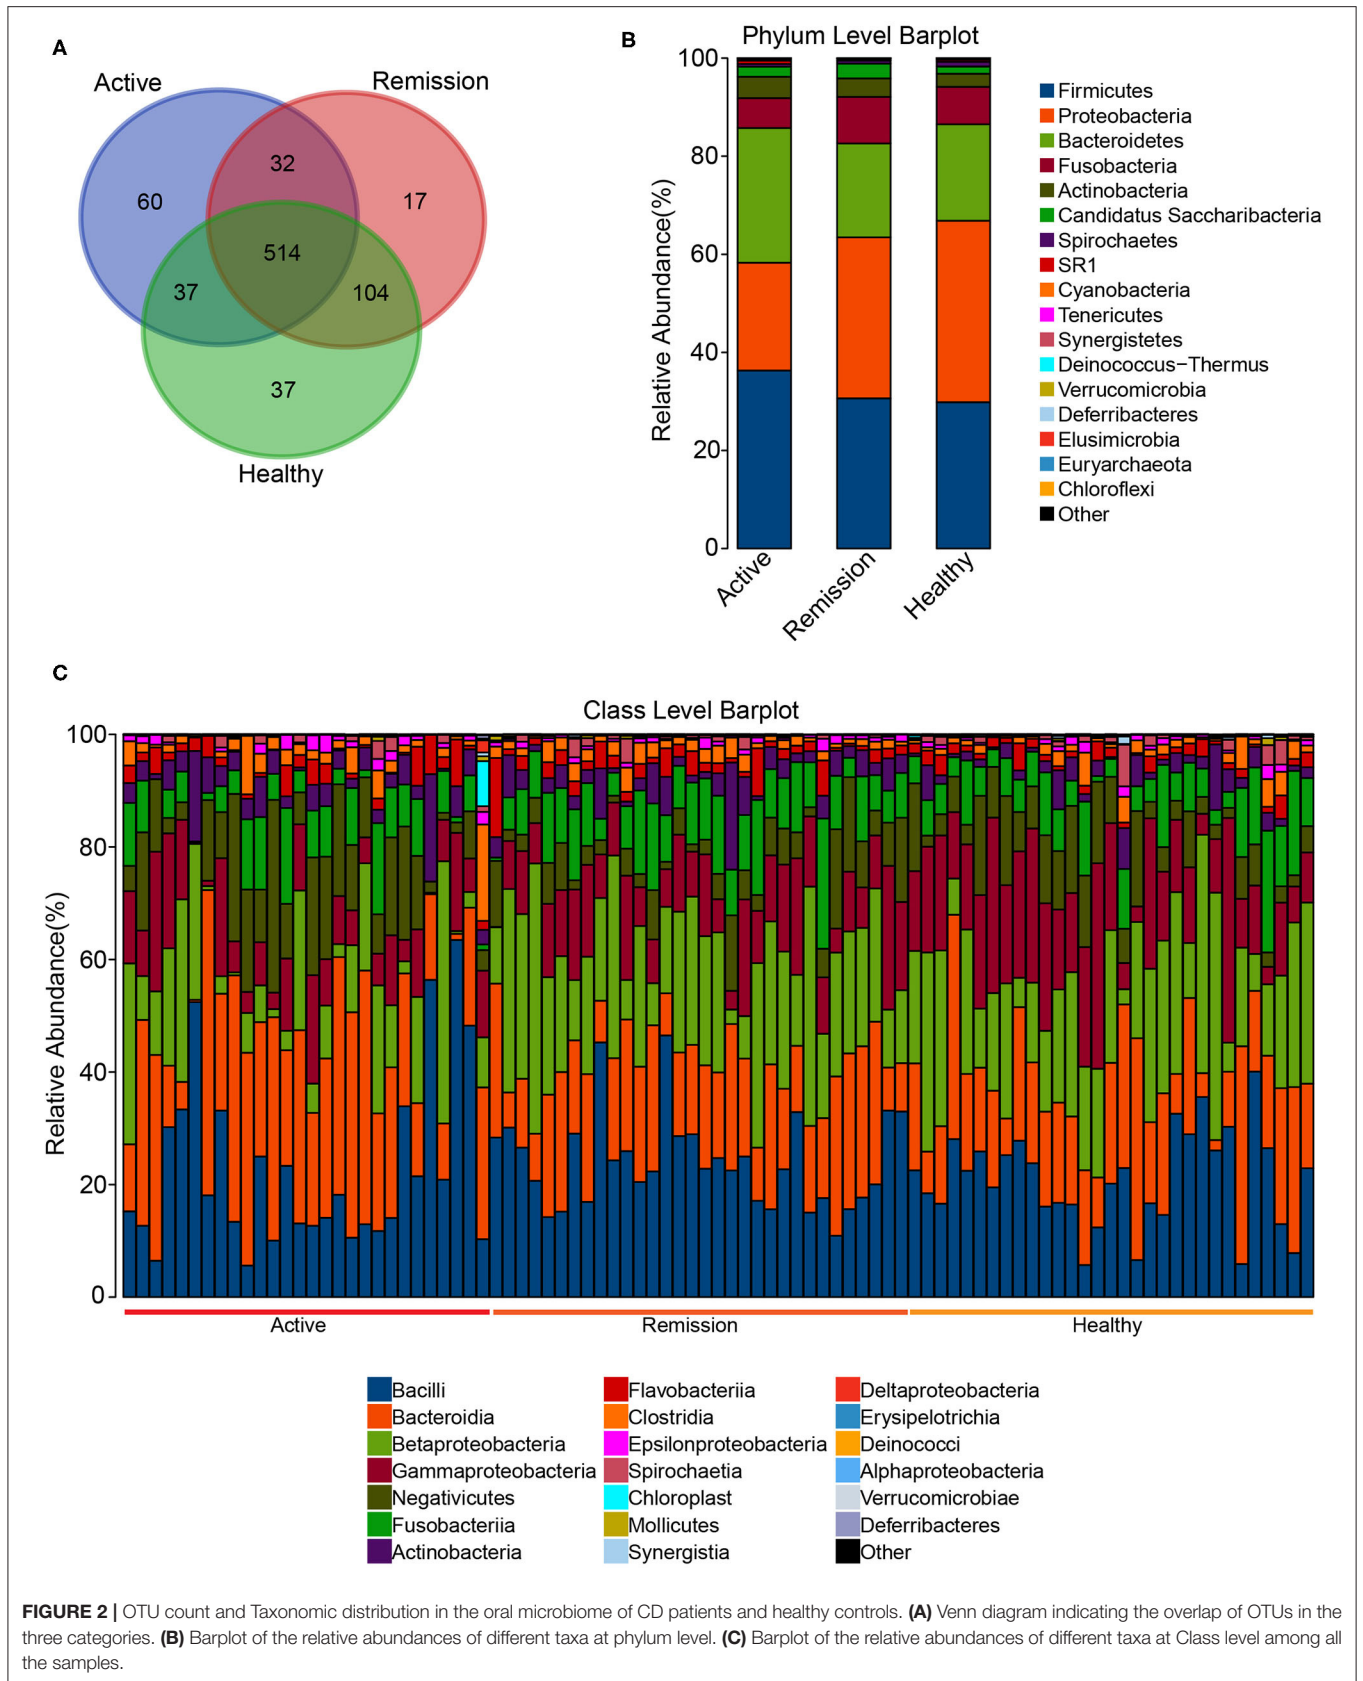 A
Active
Remission
32
60
17
514
37
104
37
Healthy
B
Phylum Level Barplot
Relative Abundance(%)
100
80
60
40
20
0
Active
Remission
Healthy
Firmicutes
Proteobacteria
Bacteroidetes
Fusobacteria
Actinobacteria
Candidatus Saccharibacteria
Spirochaetes
SR1
Cyanobacteria
Tenericutes
Synergistetes
Deinococcus−Thermus
Verrucomicrobia
Deferribacteres
Elusimicrobia
Euryarchaeota
Chloroflexi
Other
C
Class Level Barplot
Relative Abundance(%)
100
80
60
40
20
0
Active
Remission
Healthy
Bacilli
Bacteroidia
Betaproteobacteria
Gammaproteobacteria
Negativicutes
Fusobacteriia
Actinobacteria
Flavobacteriia
Clostridia
Epsilonproteobacteria
Spirochaetia
Chloroplast
Mollicutes
Synergistia
Deltaproteobacteria
Erysipelotrichia
Deinococci
Alphaproteobacteria
Verrucomicrobiae
Deferribacteres
Other
FIGURE 2 | OTU count and Taxonomic distribution in the oral microbiome of CD patients and healthy controls. (A) Venn diagram indicating the overlap of OTUs in the
three categories. (B) Barplot of the relative abundances of different taxa at phylum level. (C) Barplot of the relative abundances of different taxa at Class level among all
the samples.